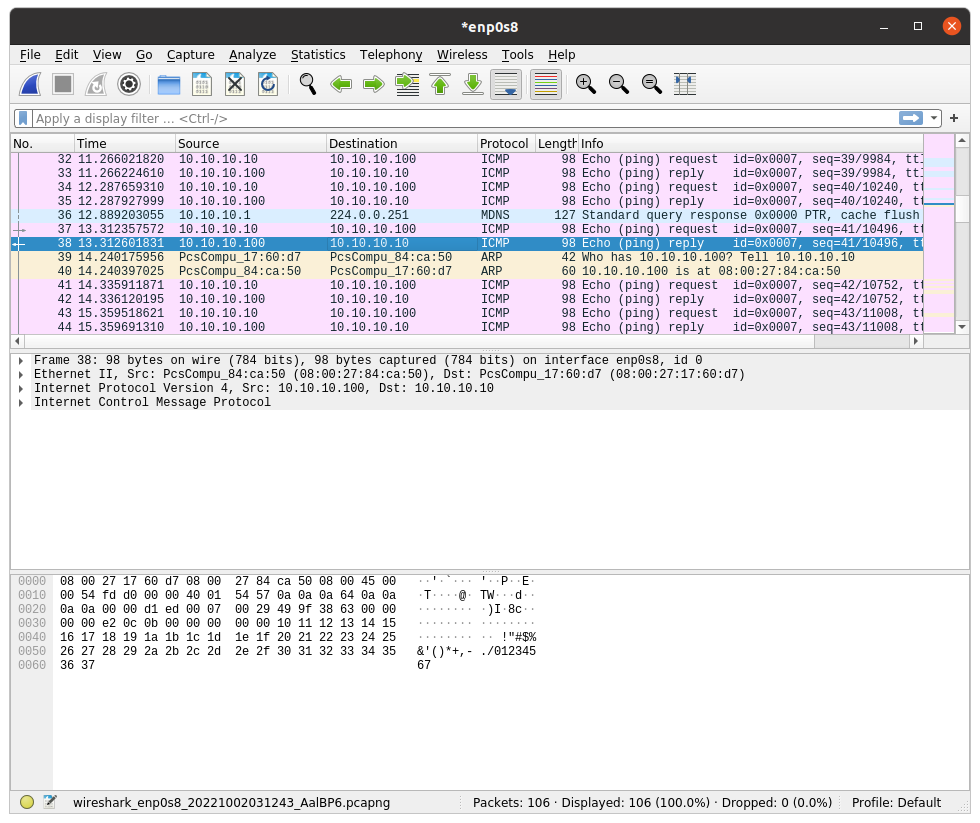 *enp0s8
File Edit View Go Capture Analyze Statistics Telephony Wireless Tools Help
Apply a display filter ... <Ctrl-/>
No. Time Source Destination Protocol Length Info
32 11.266021820 10.10.10.10 10.10.10.100 ICMP 98 Echo (ping) request id=0x0007, seq=39/9984, ttl
33 11.266224610 10.10.10.100 10.10.10.10 ICMP 98 Echo (ping) reply id=0x0007, seq=39/9984, ttl
34 12.287659310 10.10.10.10 10.10.10.100 ICMP 98 Echo (ping) request id=0x0007, seq=40/10240, tt
35 12.287927999 10.10.10.100 10.10.10.10 ICMP 98 Echo (ping) reply id=0x0007, seq=40/10240, tt
36 12.889203055 10.10.10.1 224.0.0.251 MDNS 127 Standard query response 0x0000 PTR, cache flush
37 13.312357572 10.10.10.10 10.10.10.100 ICMP 98 Echo (ping) request id=0x0007, seq=41/10496, tt
38 13.312601831 10.10.10.100 10.10.10.10 ICMP 98 Echo (ping) reply id=0x0007, seq=41/10496, tt
39 14.240175956 PcsCompu_17:60:d7 PcsCompu_84:ca:50 ARP 42 Who has 10.10.10.100? Tell 10.10.10.10
40 14.240397025 PcsCompu_84:ca:50 PcsCompu_17:60:d7 ARP 60 10.10.10.100 is at 08:00:27:84:ca:50
41 14.335911871 10.10.10.10 10.10.10.100 ICMP 98 Echo (ping) request id=0x0007, seq=42/10752, tt
42 14.336120195 10.10.10.100 10.10.10.10 ICMP 98 Echo (ping) reply id=0x0007, seq=42/10752, tt
43 15.359518621 10.10.10.10 10.10.10.100 ICMP 98 Echo (ping) request id=0x0007, seq=43/11008, tt
44 15.359691310 10.10.10.100 10.10.10.10 ICMP 98 Echo (ping) reply id=0x0007, seq=43/11008, tt
Frame 38: 98 bytes on wire (784 bits), 98 bytes captured (784 bits) on interface enp0s8, id 0
Ethernet II, Src: PcsCompu_84:ca:50 (08:00:27:84:ca:50), Dst: PcsCompu_17:60:d7 (08:00:27:17:60:d7)
Internet Protocol Version 4, Src: 10.10.10.100, Dst: 10.10.10.10
Internet Control Message Protocol
0000 08 00 27 17 60 d7 08 00 27 84 ca 50 08 00 45 00 ··'·`··· '··P··E·
0010 00 54 fd d0 00 00 40 01 54 57 0a 0a 0a 64 0a 0a ·T····@· TW···d··
0020 0a 0a 00 00 d1 ed 00 07 00 29 49 9f 38 63 00 00 ········ ·)I·8c··
0030 00 00 e2 0c 0b 00 00 00 00 00 10 11 12 13 14 15 ········ ········
0040 16 17 18 19 1a 1b 1c 1d 1e 1f 20 21 22 23 24 25 ········ ·· !"#$%
0050 26 27 28 29 2a 2b 2c 2d 2e 2f 30 31 32 33 34 35 &'()*+,- ./012345
0060 36 37 67
wireshark_enp0s8_20221002031243_AalBP6.pcapng Packets: 106 · Displayed: 106 (100.0%) · Dropped: 0 (0.0%) Profile: Default